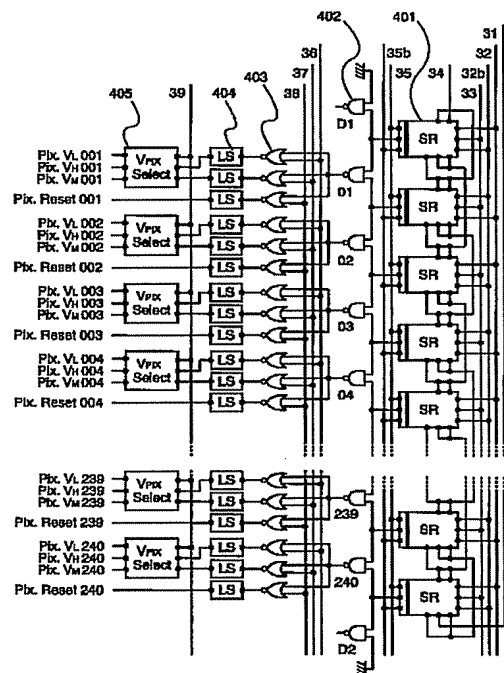 402
401
31
36
35b
34
32
403
37
35
32b
404
39
38
33
405
D1
SR
Pix. VL 001
Pix. VH 001
Pix. VM 001
VPIX Select
LS
LS
01
Pix. Reset 001
LS
SR
Pix. VL 002
Pix. VH 002
Pix. VM 002
VPIX Select
LS
LS
02
Pix. Reset 002
LS
SR
Pix. VL 003
Pix. VH 003
Pix. VM 003
VPIX Select
LS
LS
03
Pix. Reset 003
LS
SR
Pix. VL 004
Pix. VH 004
Pix. VM 004
VPIX Select
LS
LS
04
Pix. Reset 004
LS
SR
Pix. VL 239
Pix. VH 239
Pix. VM 239
VPIX Select
LS
LS
239
Pix. Reset 239
LS
SR
Pix. VL 240
Pix. VH 240
Pix. VM 240
VPIX Select
LS
LS
240
Pix. Reset 240
LS
SR
D2